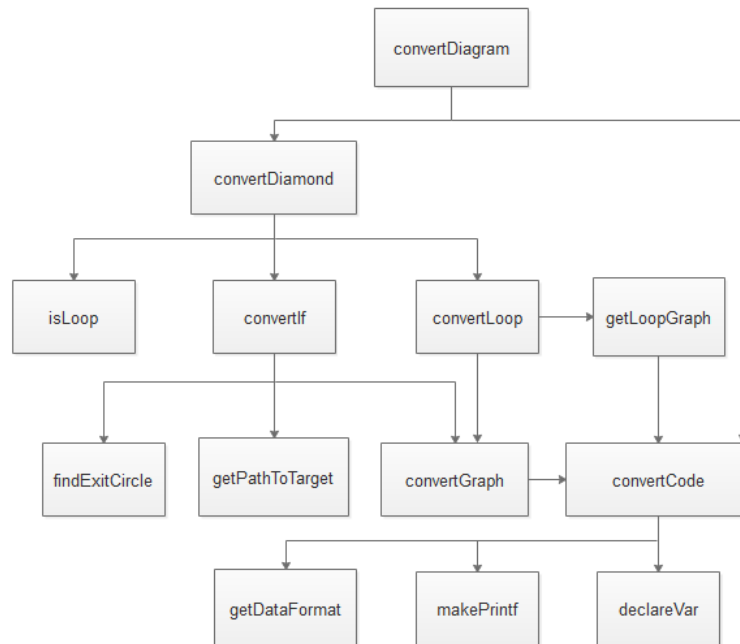 convertDiagram
convertDiamond
isLoop
convertIf
convertLoop
getLoopGraph
findExitCircle
getPathToTarget
convertGraph
convertCode
getDataFormat
makePrintf
declareVar